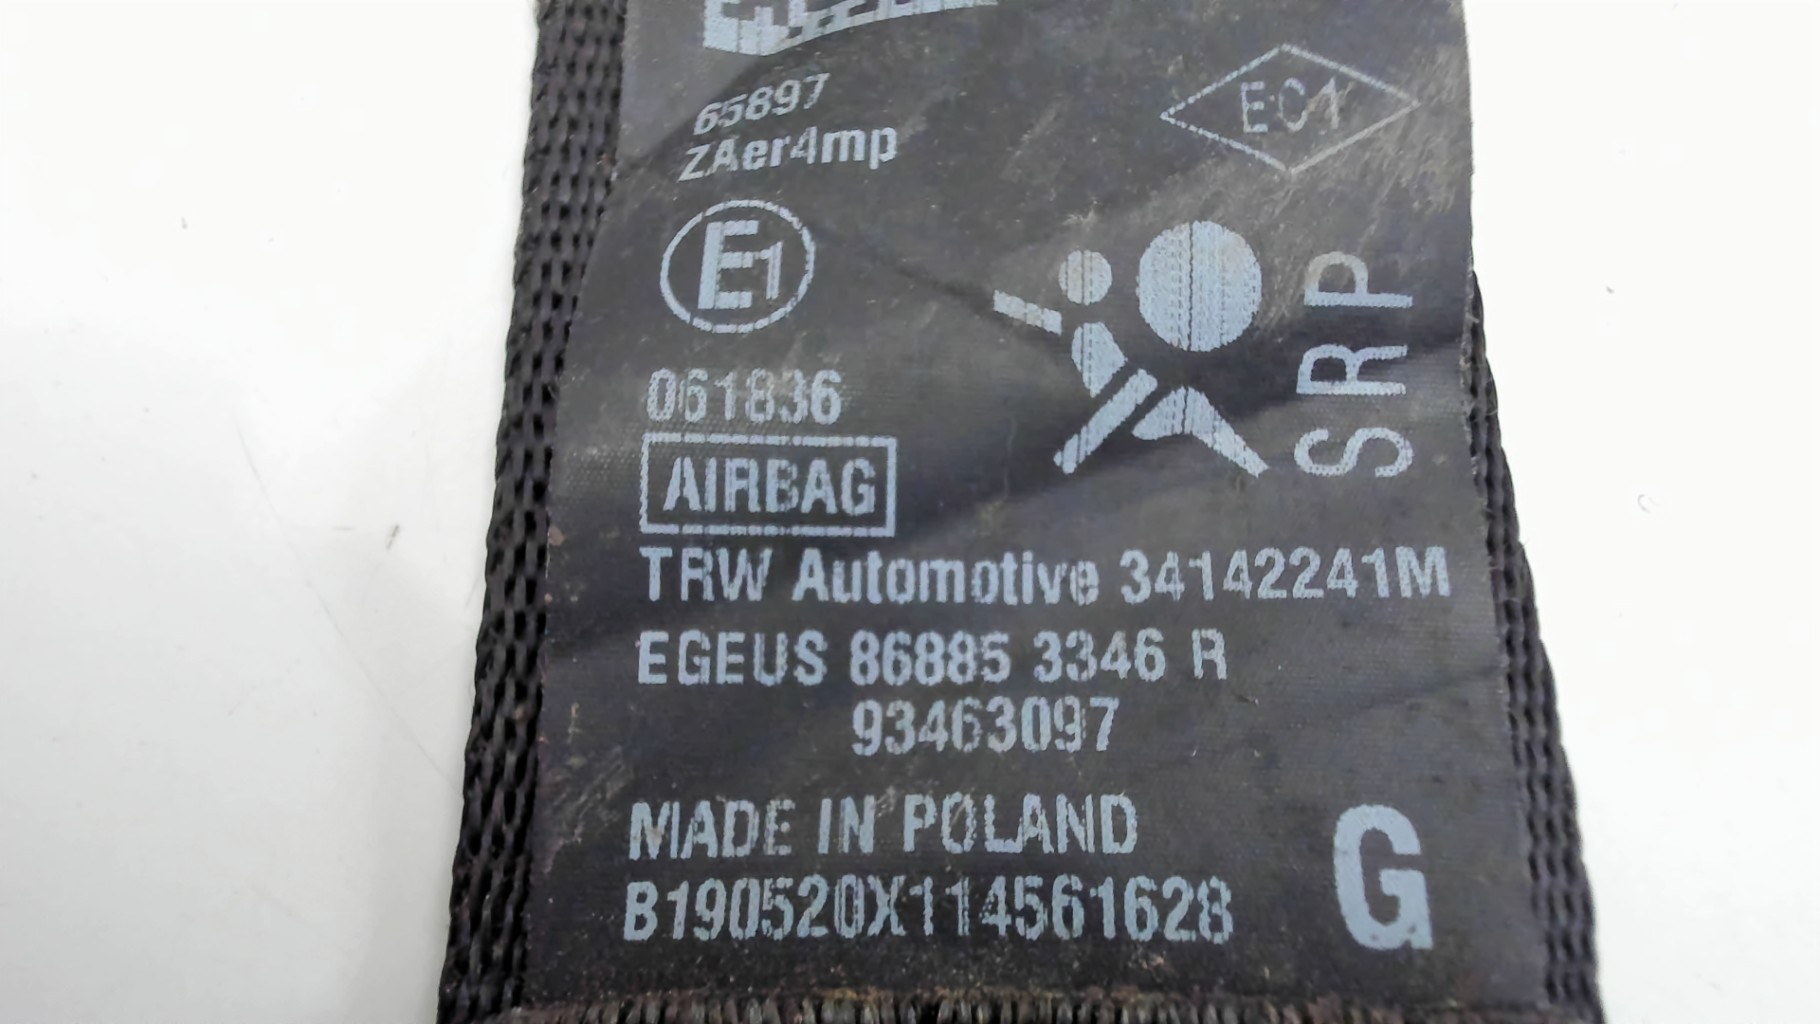 65897
ZAer4mp
EC1
E1
061836
SRP
AIRBAG
TRW Automotive 34142241M
EGEUS 86885 3346 R
93463097
MADE IN POLAND
G
B190520X114561628